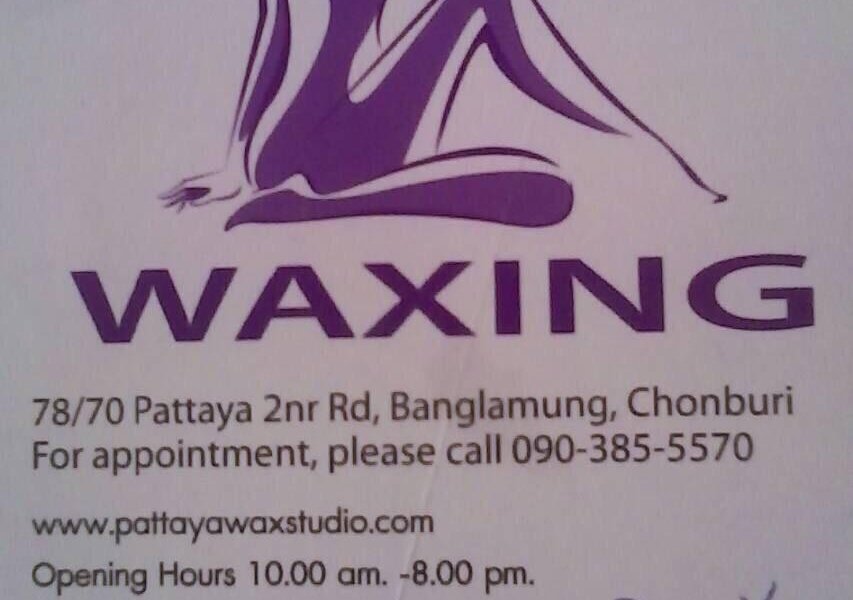 WAXING
78/70 Pattaya 2nr Rd, Banglamung, Chonburi
For appointment, please call 090-385-5570
www.pattayawaxstudio.com
Opening Hours 10.00 am. -8.00 pm.